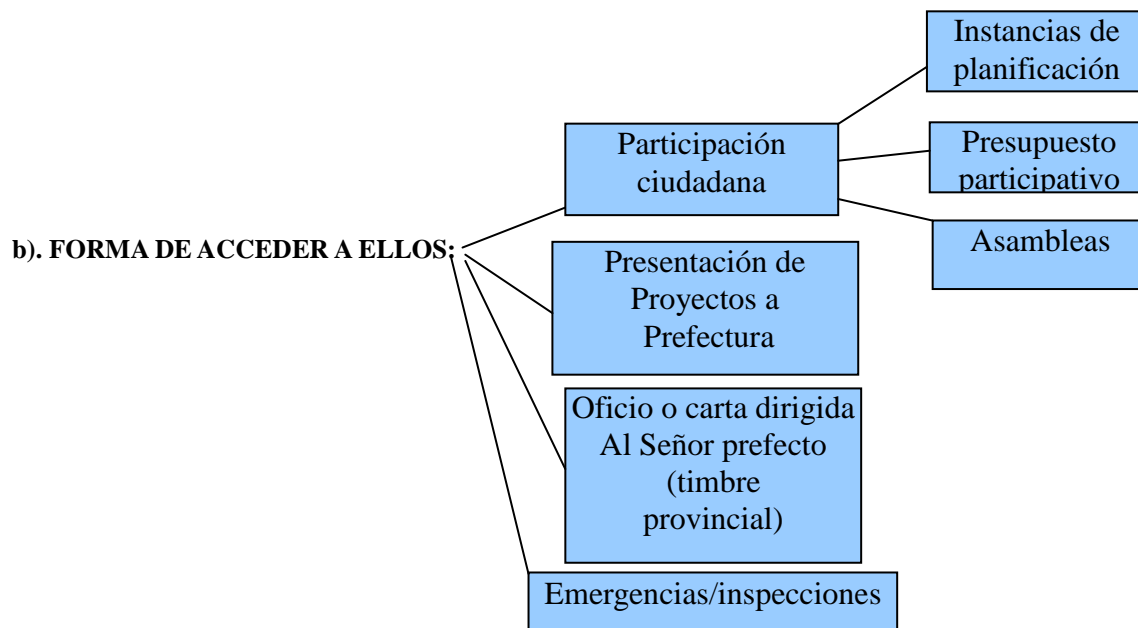 b). FORMA DE ACCEDER A ELLOS:
Participación
ciudadana
Instancias de
planificación
Presupuesto
participativo
Asambleas
Presentación de
Proyectos a
Prefectura
Oficio o carta dirigida
Al Señor prefecto
(timbre
provincial)
Emergencias/inspecciones